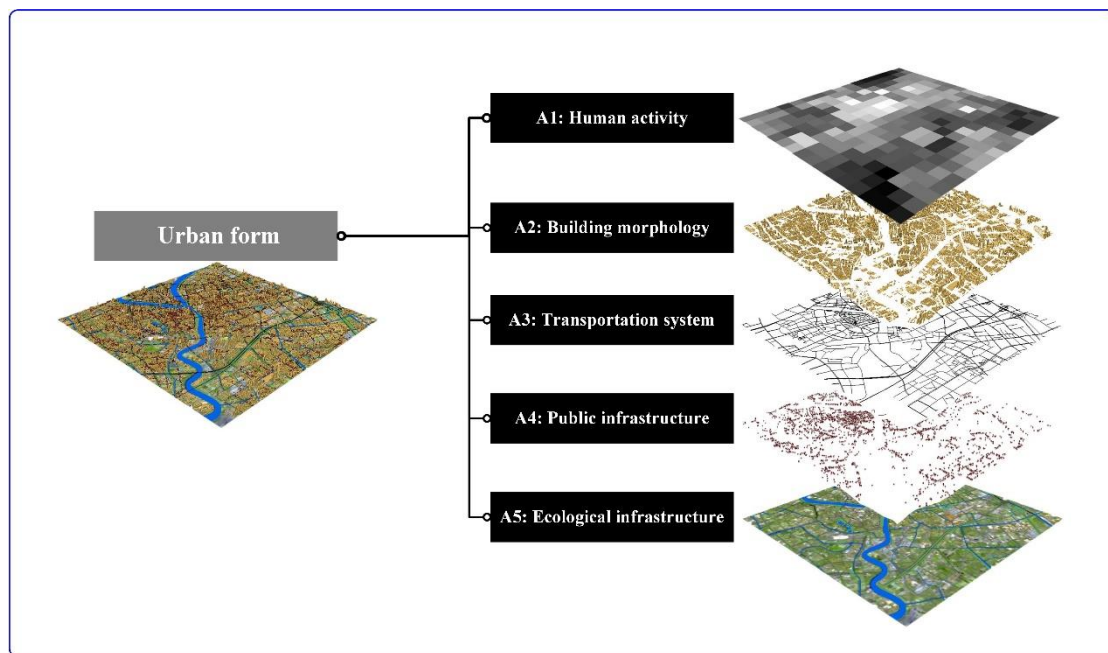 A1: Human activity
A2: Building morphology
Urban form
A3: Transportation system
A4: Public infrastructure
A5: Ecological infrastructure